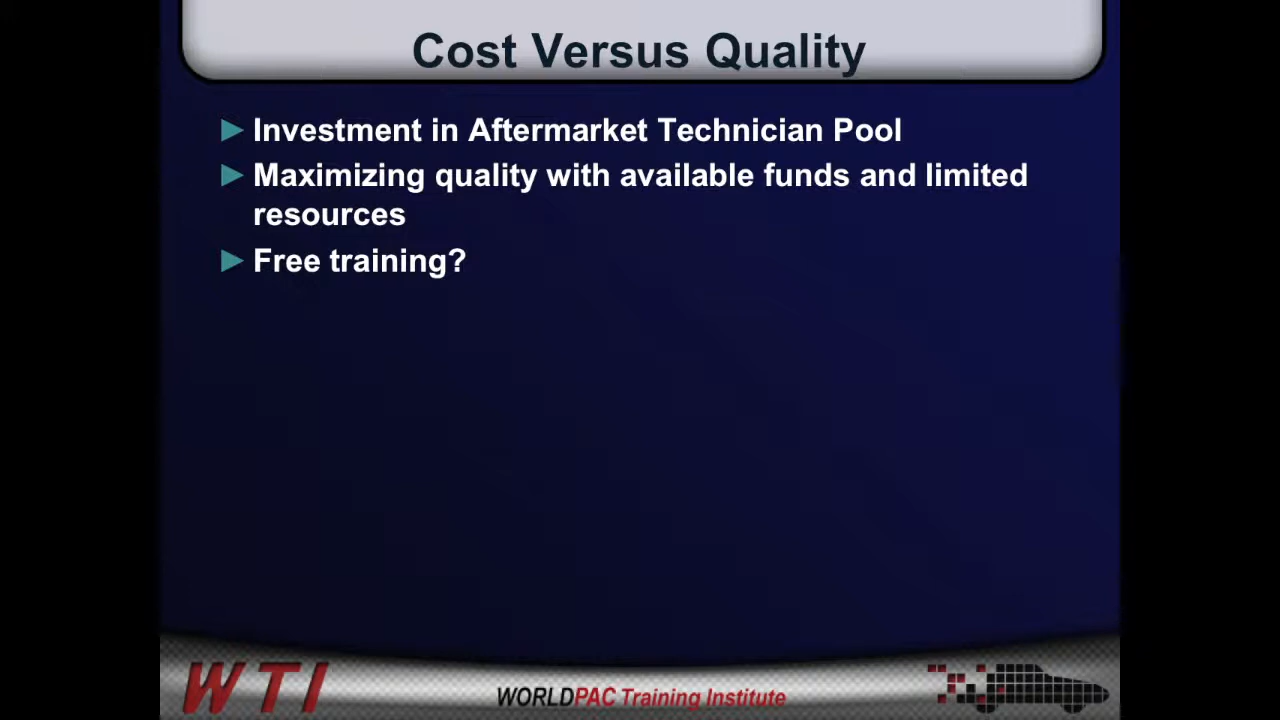 Cost Versus Quality
Investment in Aftermarket Technician Pool
Maximizing quality with available funds and limited
resources
Free training?
WTI
WORLDPAC Training Institute